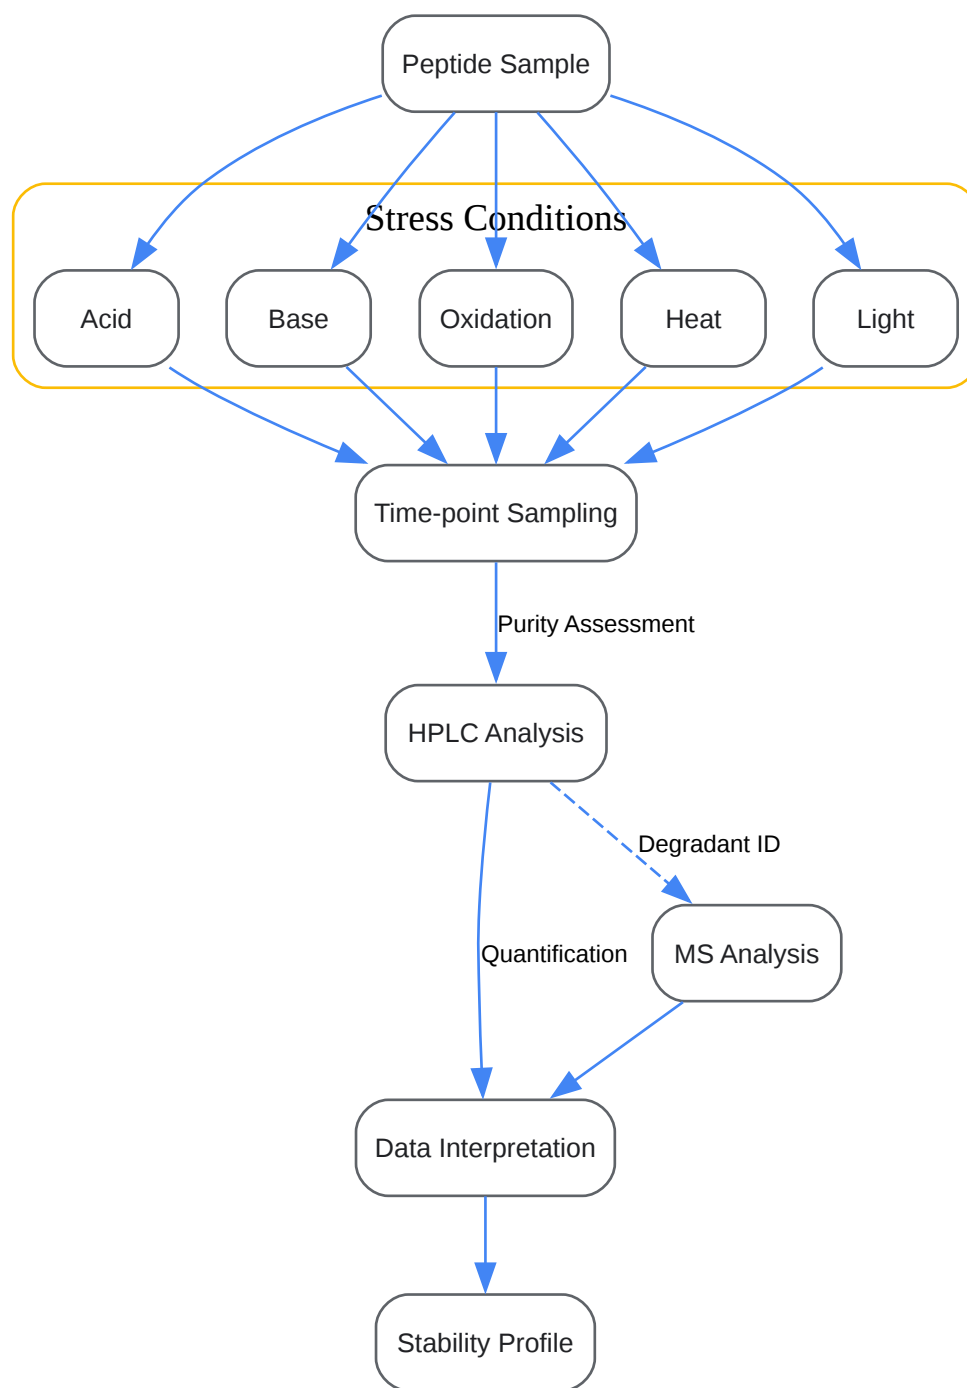 Peptide Sample
Stress Conditions
Acid
Base
Oxidation
Heat
Light
Time-point Sampling
Purity Assessment
HPLC Analysis
Degradant ID
Quantification
MS Analysis
Data Interpretation
Stability Profile